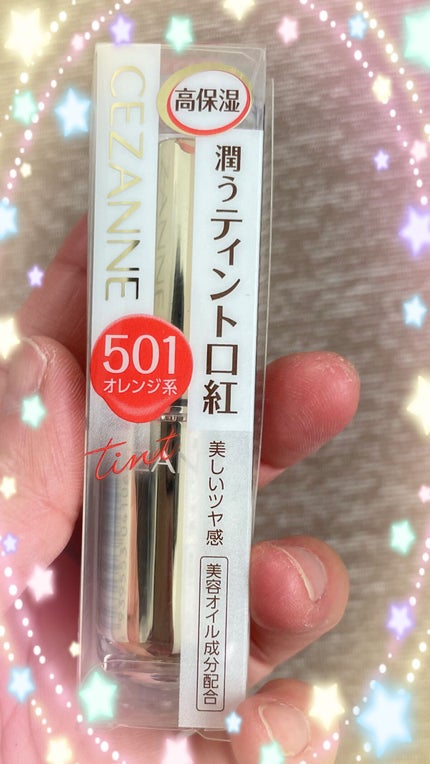 高保湿
CEZANNE
潤うティント口紅
501
オレンジ系
tint
美しいツヤ感
美容オイル成分配合